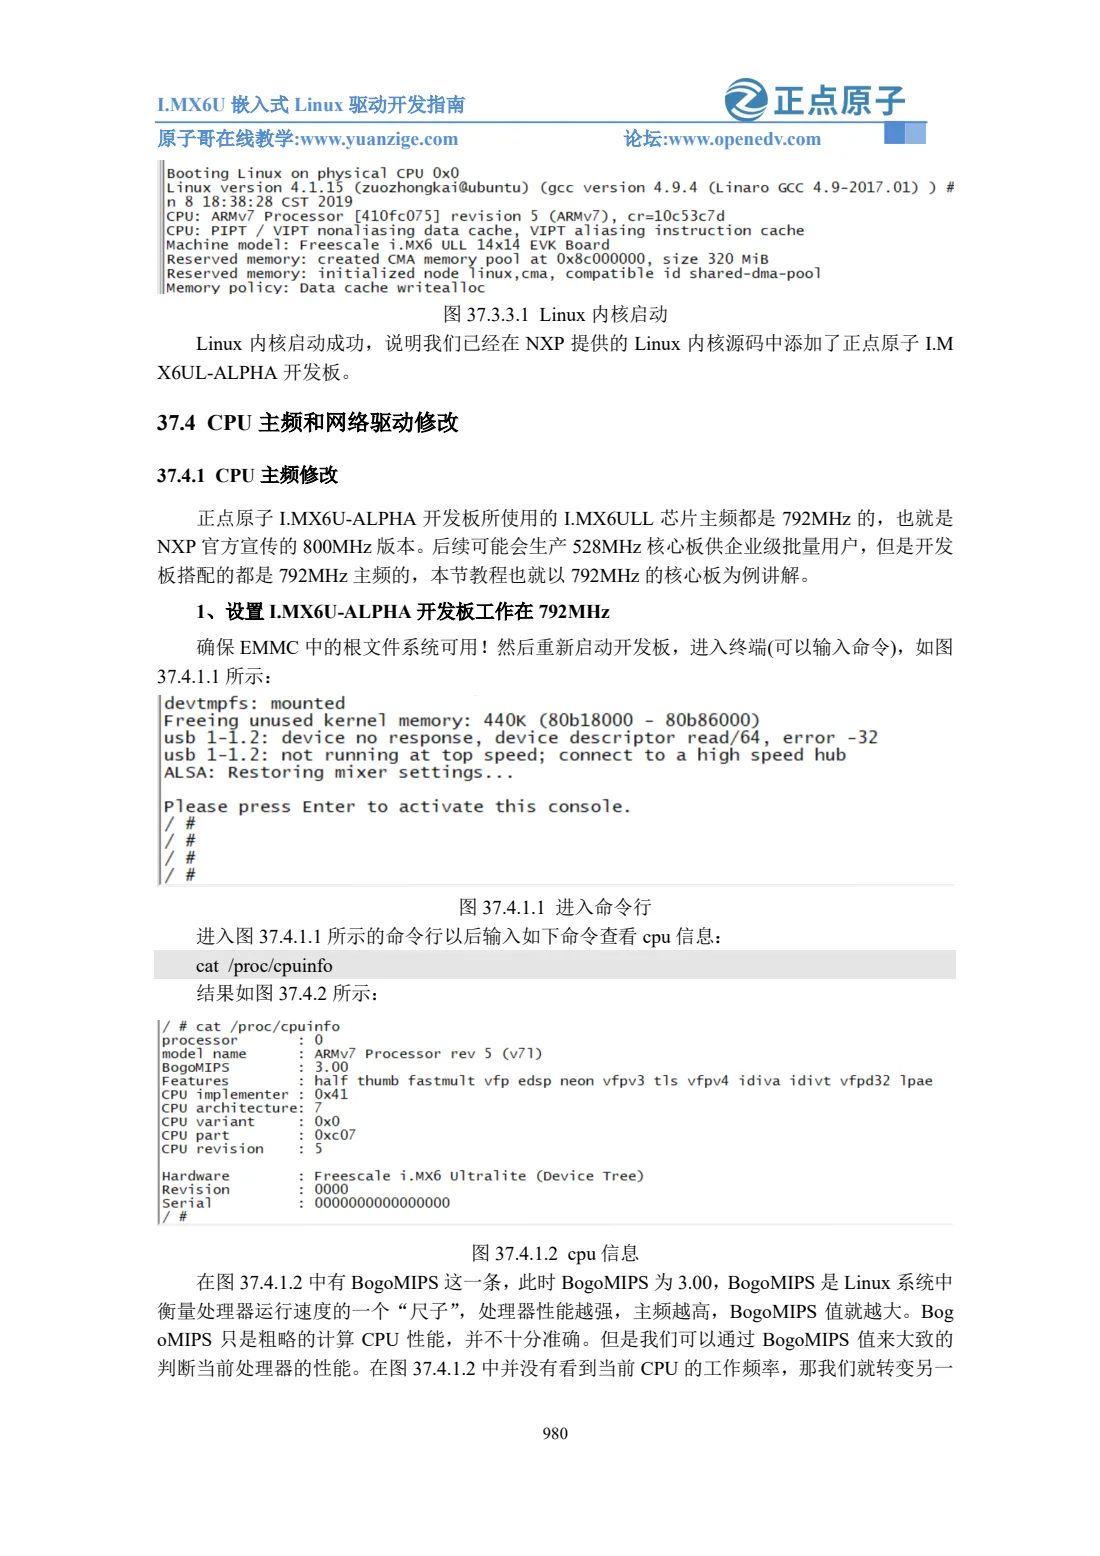 I.MX6U 嵌入式 Linux 驱动开发指南
正点原子
原子哥在线教学:www.yuanzige.com 论坛:www.openedv.com
Booting Linux on physical CPU 0x0
Linux version 4.1.15 (zuozhongkai@ubuntu) (gcc version 4.9.4 (Linaro GCC 4.9-2017.01) ) #
n 8 18:38:28 CST 2019
CPU: ARMv7 Processor [410fc075] revision 5 (ARMv7), cr=10c53c7d
CPU: PIPT / VIPT nonaliasing data cache, VIPT aliasing instruction cache
Machine model: Freescale i.MX6 ULL 14x14 EVK Board
Reserved memory: created CMA memory pool at 0x8c000000, size 320 MiB
Reserved memory: initialized node linux,cma, compatible id shared-dma-pool
Memory policy: Data cache writealloc
图 37.3.3.1 Linux 内核启动
Linux 内核启动成功，说明我们已经在 NXP 提供的 Linux 内核源码中添加了正点原子 I.M
X6UL-ALPHA 开发板。
37.4 CPU 主频和网络驱动修改
37.4.1 CPU 主频修改
正点原子 I.MX6U-ALPHA 开发板所使用的 I.MX6ULL 芯片主频都是 792MHz 的，也就是
NXP 官方宣传的 800MHz 版本。后续可能会生产 528MHz 核心板供企业级批量用户，但是开发
板搭配的都是 792MHz 主频的，本节教程也就以 792MHz 的核心板为例讲解。
1、设置 I.MX6U-ALPHA 开发板工作在 792MHz
确保 EMMC 中的根文件系统可用！然后重新启动开发板，进入终端(可以输入命令)，如图
37.4.1.1 所示：
devtmpfs: mounted
Freeing unused kernel memory: 440K (80b18000 - 80b86000)
usb 1-1.2: device no response, device descriptor read/64, error -32
usb 1-1.2: not running at top speed; connect to a high speed hub
ALSA: Restoring mixer settings...
Please press Enter to activate this console.
/ #
/ #
/ #
/ #
图 37.4.1.1 进入命令行
进入图 37.4.1.1 所示的命令行以后输入如下命令查看 cpu 信息：
cat /proc/cpuinfo
结果如图 37.4.2 所示：
/ # cat /proc/cpuinfo
processor : 0
model name : ARMv7 Processor rev 5 (v7l)
BogoMIPS : 3.00
Features : half thumb fastmult vfp edsp neon vfpv3 tls vfpv4 idiva idivt vfpd32 lpae
CPU implementer : 0x41
CPU architecture: 7
CPU variant : 0x0
CPU part : 0xc07
CPU revision : 5
Hardware : Freescale i.MX6 Ultralite (Device Tree)
Revision : 0000
Serial : 0000000000000000
/ #
图 37.4.1.2 cpu 信息
在图 37.4.1.2 中有 BogoMIPS 这一条，此时 BogoMIPS 为 3.00，BogoMIPS 是 Linux 系统中
衡量处理器运行速度的一个“尺子”，处理器性能越强，主频越高，BogoMIPS 值就越大。Bog
oMIPS 只是粗略的计算 CPU 性能，并不十分准确。但是我们可以通过 BogoMIPS 值来大致的
判断当前处理器的性能。在图 37.4.1.2 中并没有看到当前 CPU 的工作频率，那我们就转变另一
980